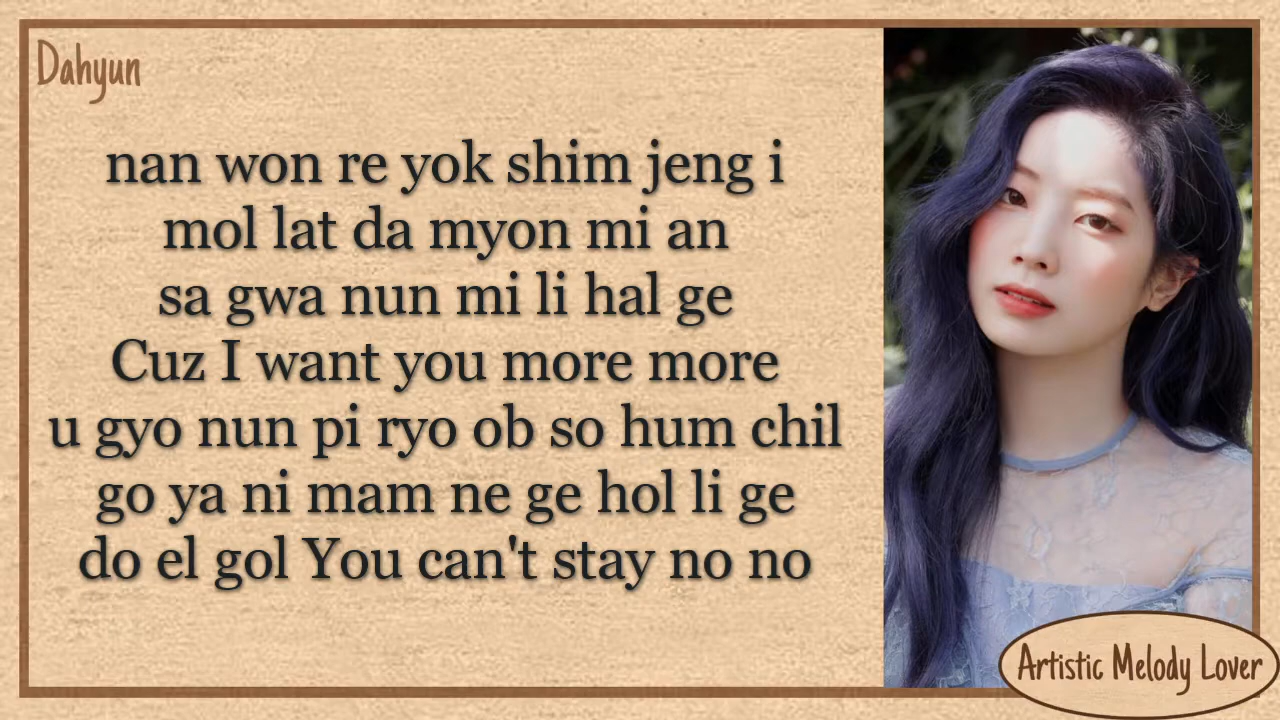 Dahyun
nan won re yok shim jeng i
mol lat da myon mi an
sa gwa nun mi li hal ge
Cuz I want you more more
u gyo nun pi ryo ob so hum chil
go ya ni mam ne ge hol li ge
do el gol You can't stay no no
Artistic Melody Lover